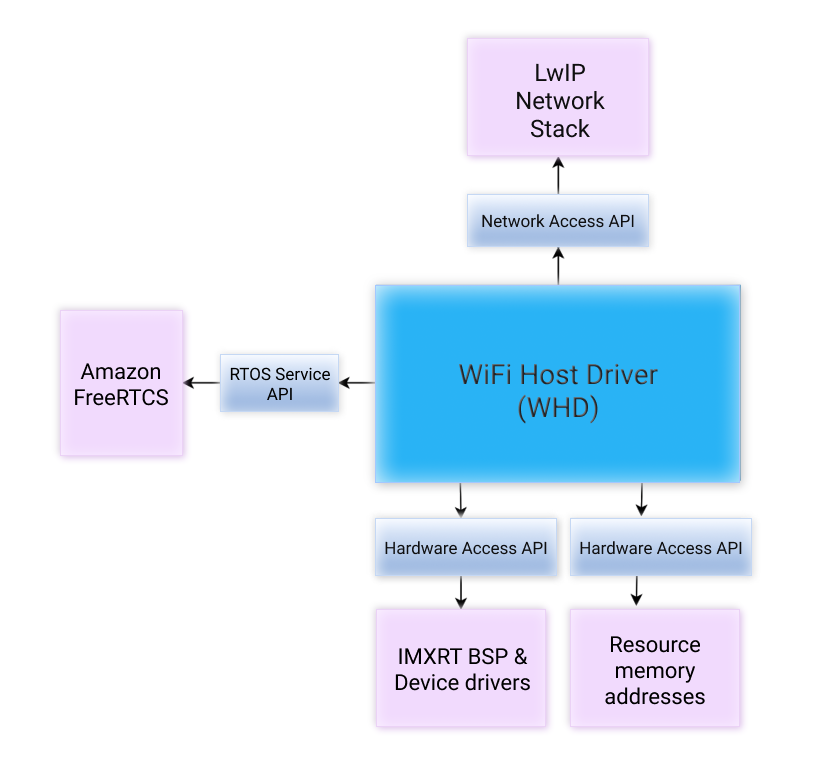 LwIP
Network
Stack
Network Access API
Amazon
FreeRTCS
RTOS Service
API
WiFi Host Driver
(WHD)
Hardware Access API
Hardware Access API
IMXRT BSP &
Device drivers
Resource
memory
addresses